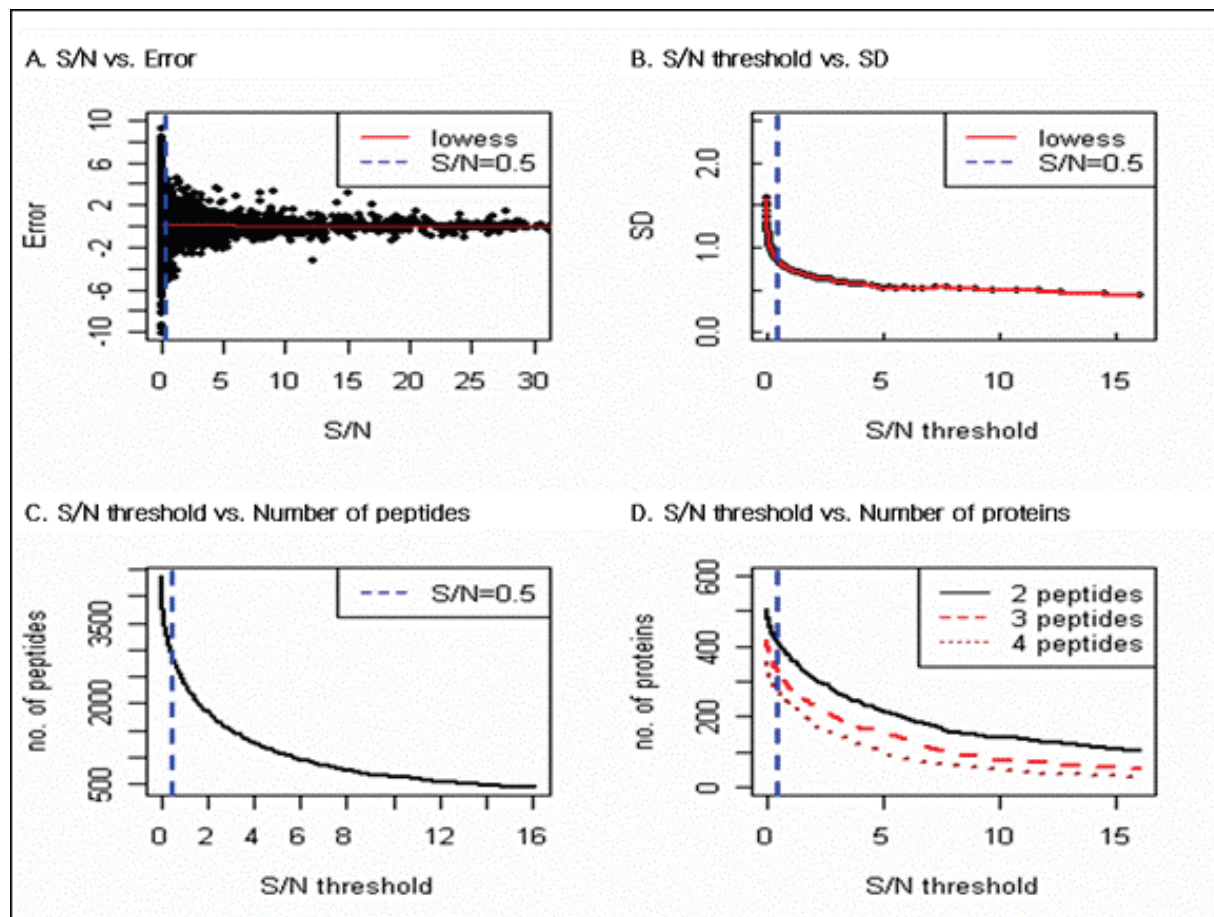 A. S/N vs. Error
10
6
2
-2
-6
-10
Error
lowess
S/N=0.5
0 5 10 15 20 25 30
S/N
B. S/N threshold vs. SD
2.0
1.0
0.0
SD
lowess
S/N=0.5
0 5 10 15
S/N threshold
C. S/N threshold vs. Number of peptides
3500
2000
500
no. of peptides
S/N=0.5
0 2 4 6 8 12 16
S/N threshold
D. S/N threshold vs. Number of proteins
600
400
200
0
no. of proteins
2 peptides
3 peptides
4 peptides
0 5 10 15
S/N threshold